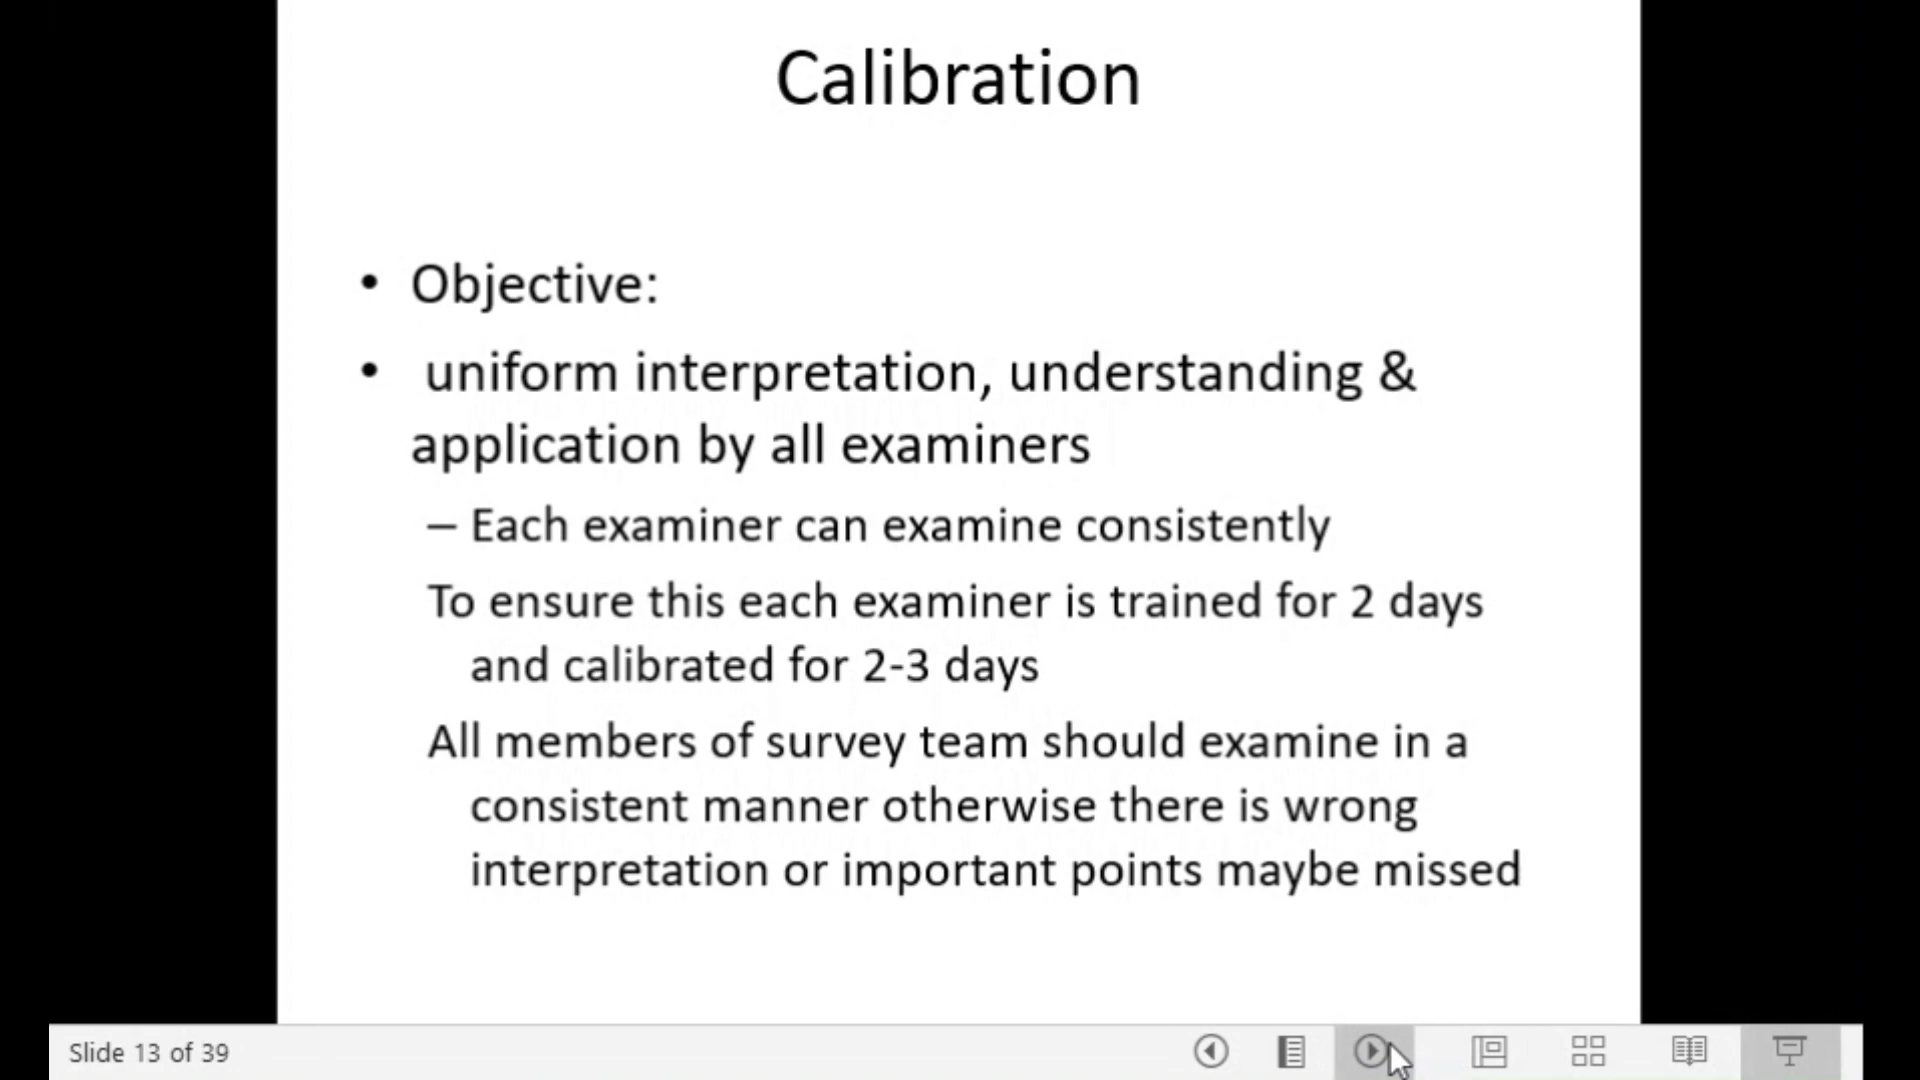 Calibration
• Objective:
• uniform interpretation, understanding &
application by all examiners
– Each examiner can examine consistently
To ensure this each examiner is trained for 2 days
and calibrated for 2-3 days
All members of survey team should examine in a
consistent manner otherwise there is wrong
interpretation or important points maybe missed
Slide 13 of 39